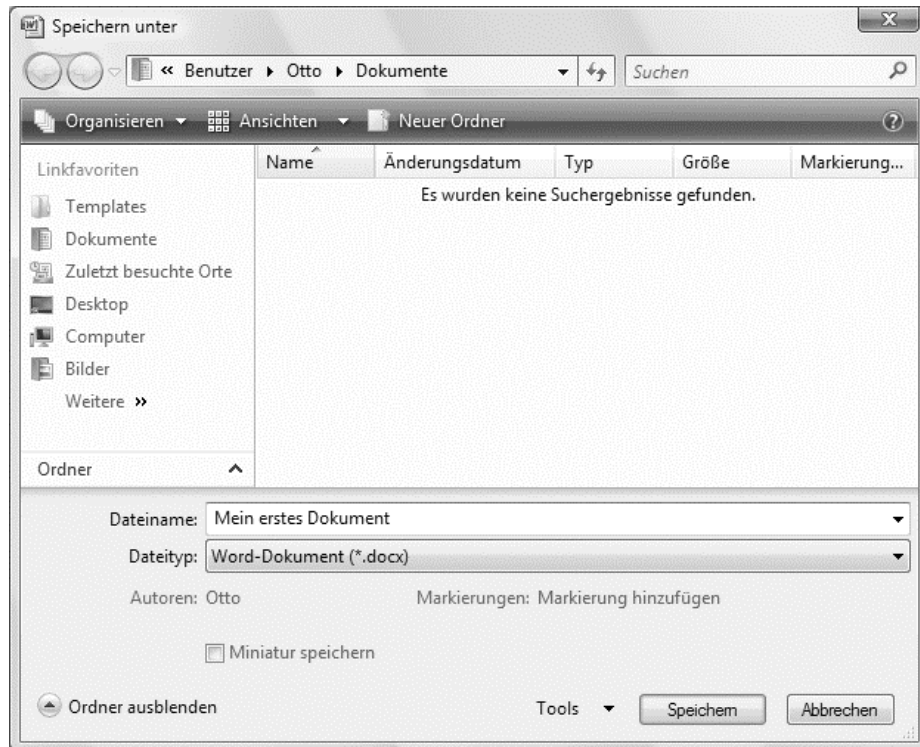 Speichern unter
« Benutzer Otto Dokumente Suchen
Organisieren Ansichten Neuer Ordner
Name Änderungsdatum Typ Größe Markierung...
Es wurden keine Suchergebnisse gefunden.
Linkfavoriten
Templates
Dokumente
Zuletzt besuchte Orte
Desktop
Computer
Bilder
Weitere »
Ordner
Dateiname: Mein erstes Dokument
Dateityp: Word-Dokument (*.docx)
Autoren: Otto Markierungen: Markierung hinzufügen
Miniatur speichern
Ordner ausblenden Tools Speichern Abbrechen